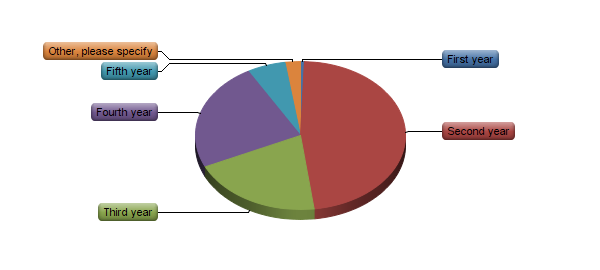 Other, please specify
First year
Fifth year
Fourth year
Second year
Third year